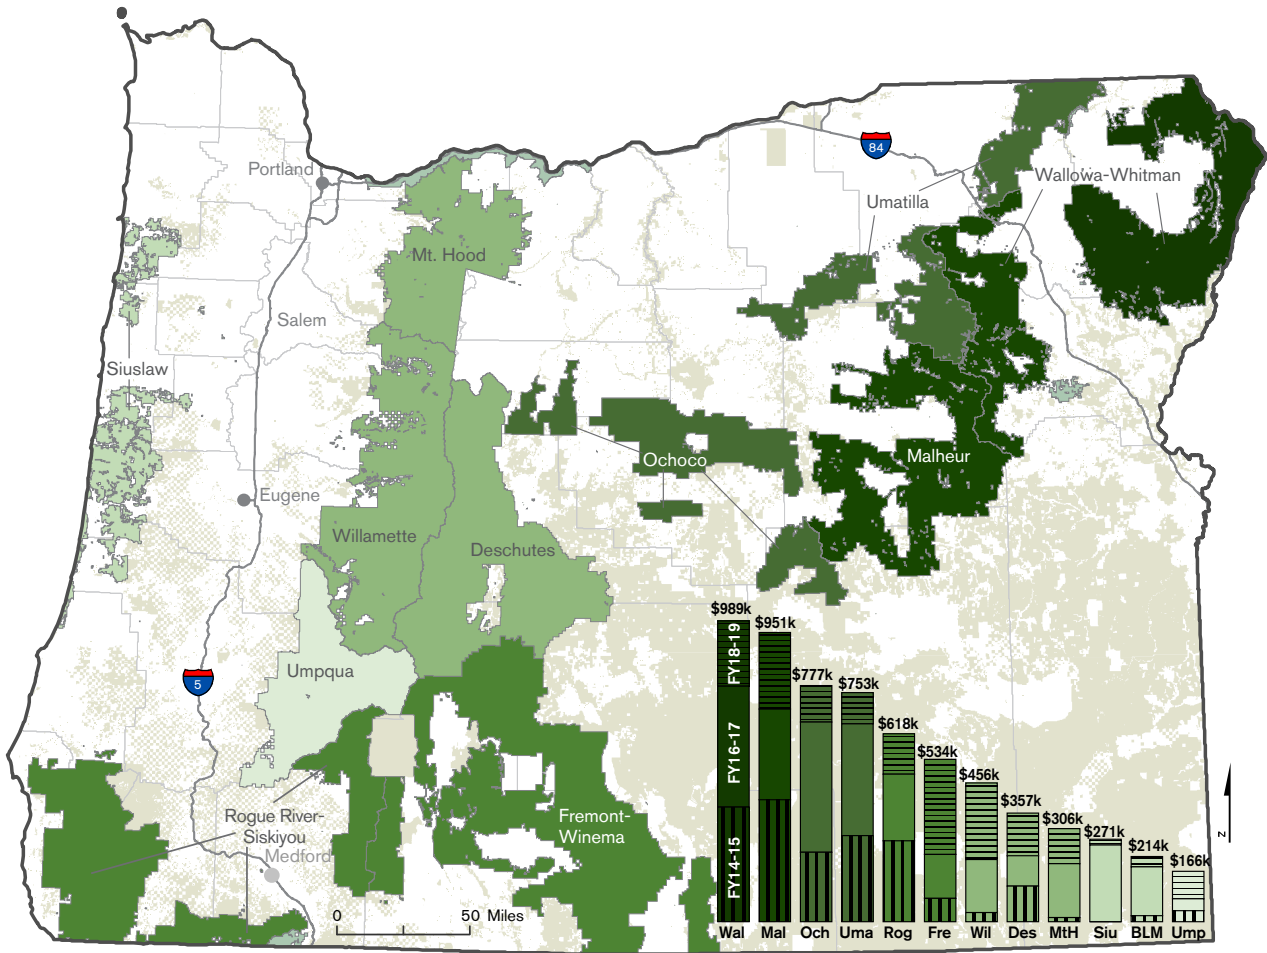 84
Portland
Wallowa-Whitman
Umatilla
Mt. Hood
Salem
Siuslaw
Malheur
Ochoco
Eugene
Willamette
Deschutes
$989k
$951k
$777k
$753k
$618k
$534k
$456k
$357k
$306k
$271k
$214k
$166k
FY18-19
FY16-17
FY14-15
Umpqua
5
Rogue River-
Siskiyou
Medford
Fremont-
Winema
0
50 Miles
N
Wal
Mal
Och
Uma
Rog
Fre
Wil
Des
MtH
Siu
BLM
Ump